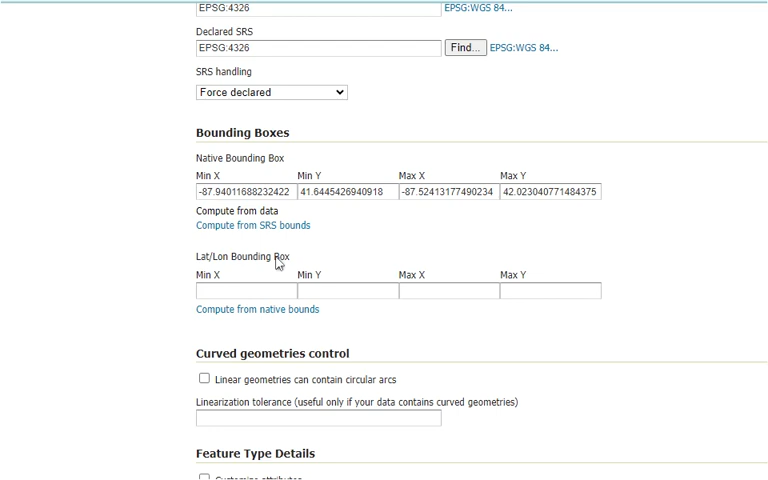 EPSG:4326 EPSG:WGS 84...
Declared SRS
EPSG:4326 Find... EPSG:WGS 84...
SRS handling
Force declared
Bounding Boxes
Native Bounding Box
Min X Min Y Max X Max Y
-87.94011688232422 41.6445426940918 -87.52413177490234 42.023040771484375
Compute from data
Compute from SRS bounds
Lat/Lon Bounding Box
Min X Min Y Max X Max Y
Compute from native bounds
Curved geometries control
Linear geometries can contain circular arcs
Linearization tolerance (useful only if your data contains curved geometries)
Feature Type Details
Customize attributes